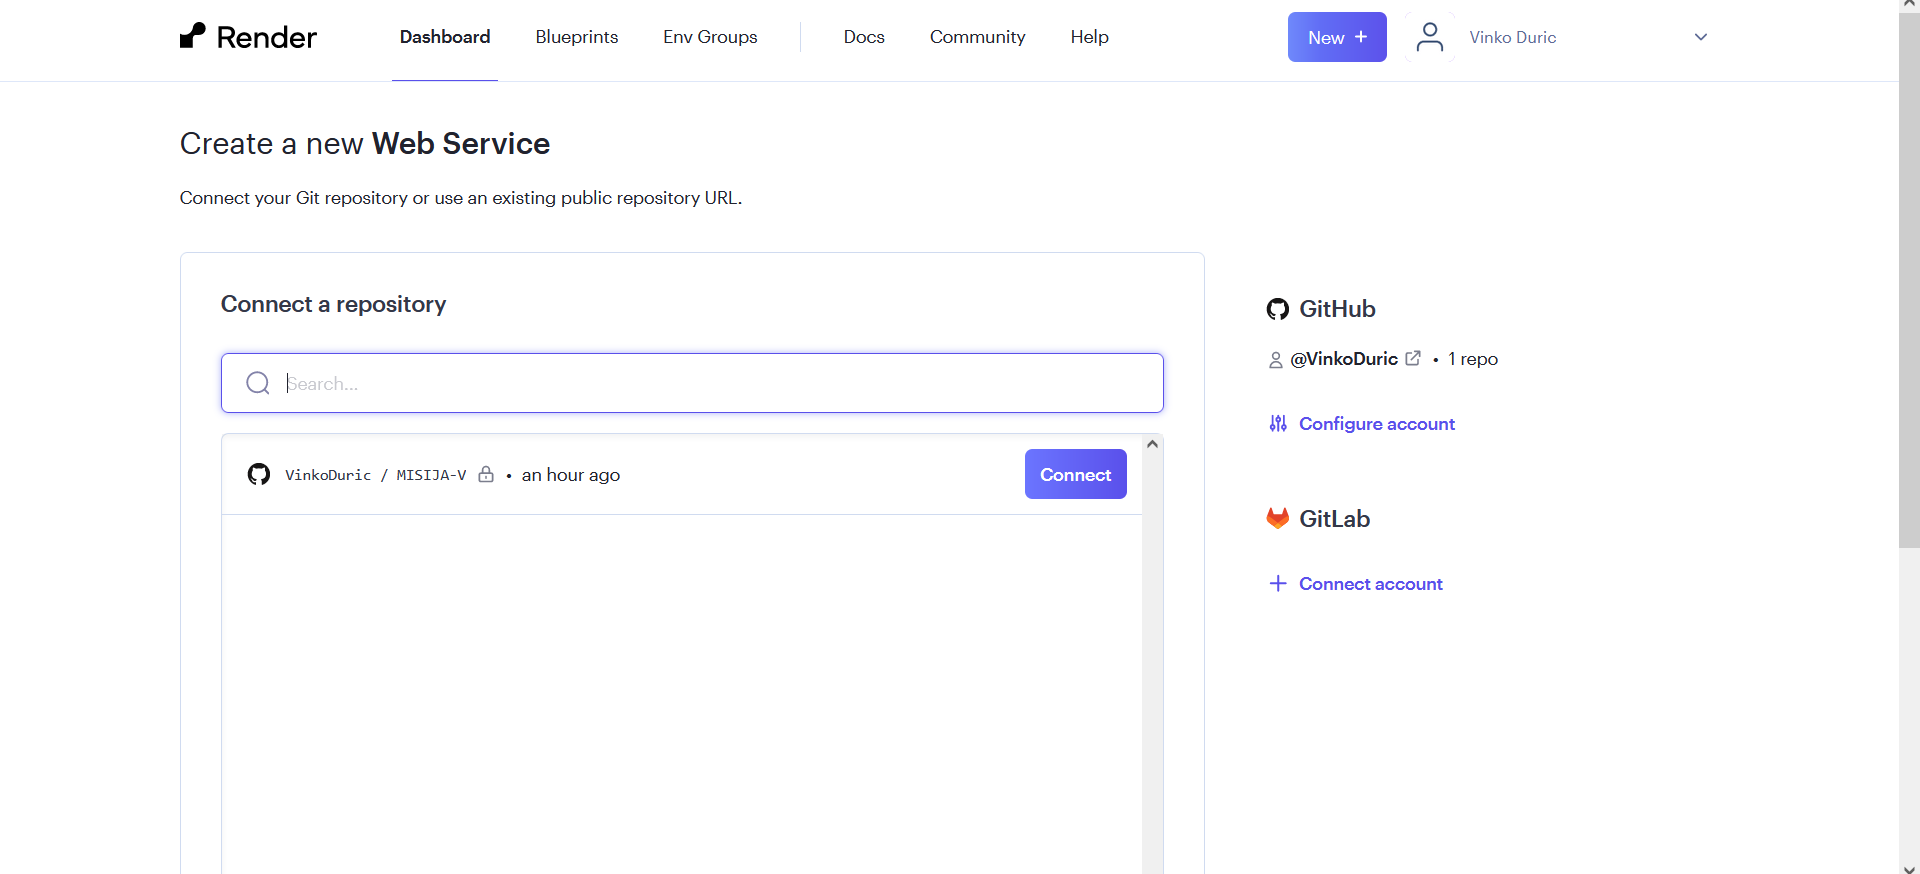 Render Dashboard Blueprints Env Groups Docs Community Help New + Vinko Duric
Create a new Web Service
Connect your Git repository or use an existing public repository URL.
Connect a repository
Search...
VinkoDuric / MISIJA-V • an hour ago Connect
GitHub
@VinkoDuric • 1 repo
Configure account
GitLab
Connect account